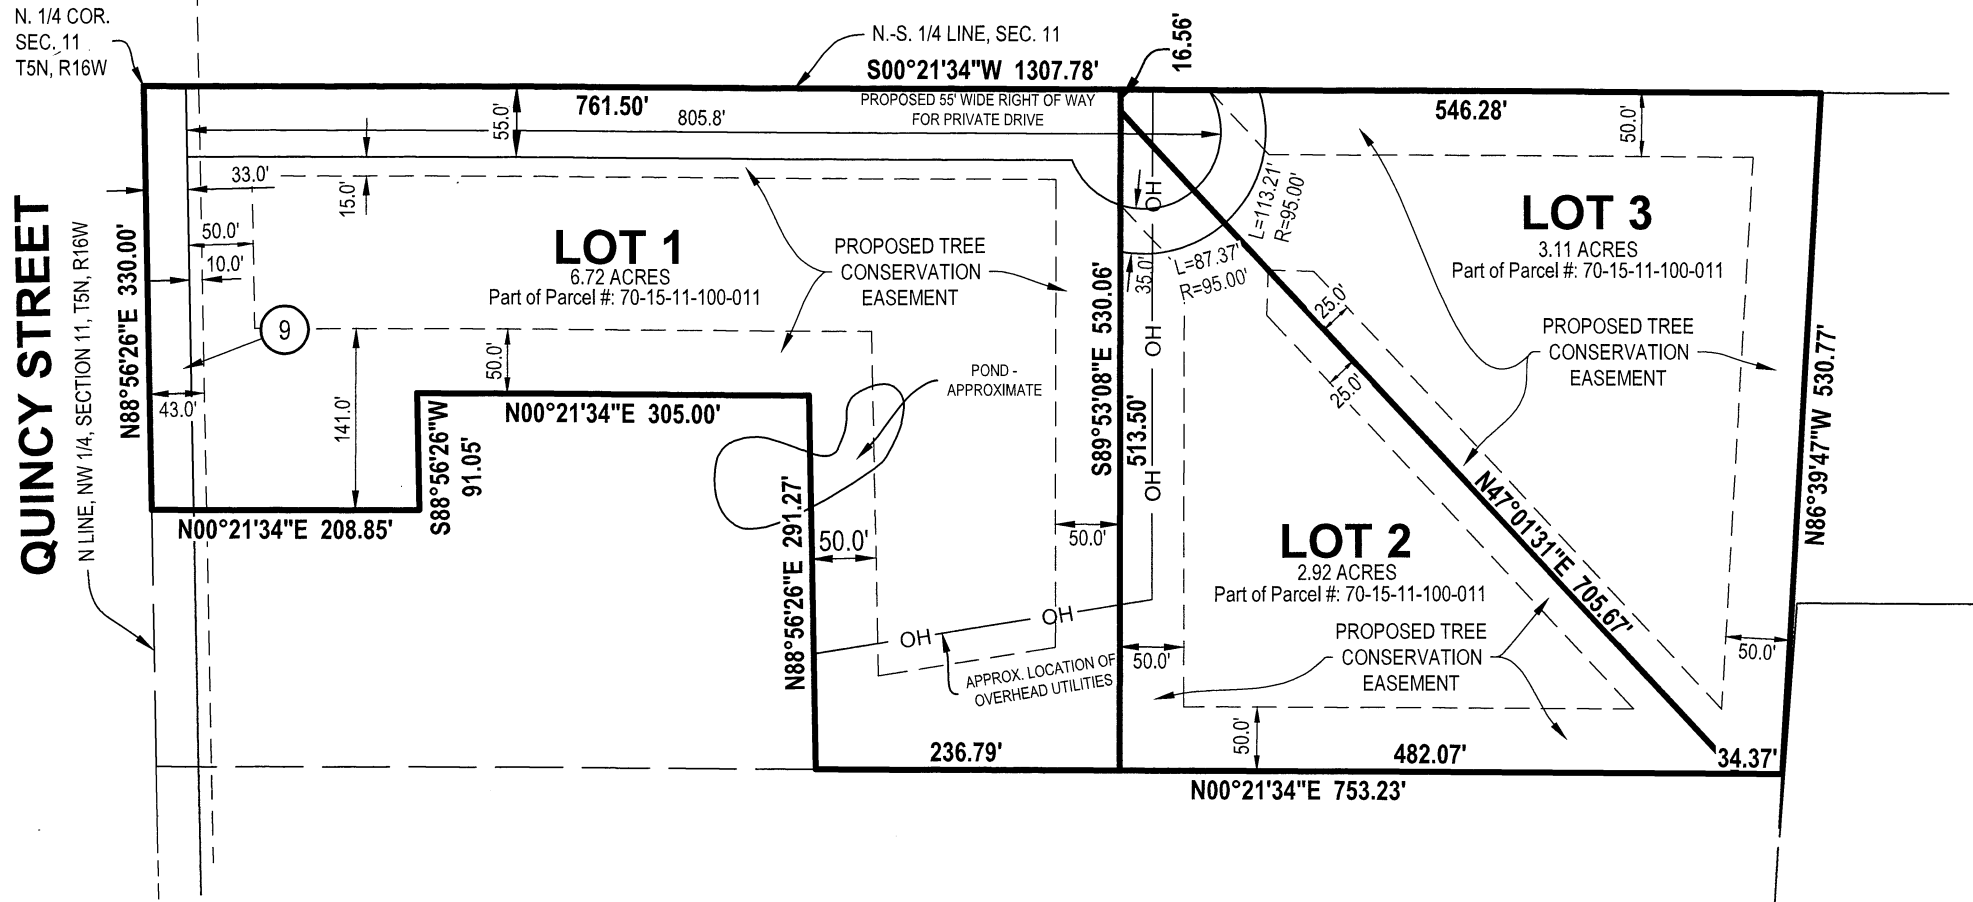 N. 1/4 COR.
SEC. 11
T5N, R16W
N.-S. 1/4 LINE, SEC. 11
S00°21'34"W 1307.78'
16.56'
761.50'
805.8'
PROPOSED 55' WIDE RIGHT OF WAY
FOR PRIVATE DRIVE
546.28'
55.0'
50.0'
33.0'
15.0'
50.0'
10.0'
QUINCY STREET
N LINE, NW 1/4, SECTION 11, T5N, R16W
N88°56'26"E 330.00'
43.0'
9
LOT 1
6.72 ACRES
Part of Parcel #: 70-15-11-100-011
PROPOSED TREE
CONSERVATION
EASEMENT
141.0'
50.0'
N00°21'34"E 305.00'
S88°56'26"W
91.05'
N00°21'34"E 208.85'
POND -
APPROXIMATE
N88°56'26"E 291.27'
50.0'
50.0'
S89°53'08"E 530.06'
513.50'
35.0'
OH
OH
OH
OH
OH
APPROX. LOCATION OF
OVERHEAD UTILITIES
236.79'
L=113.21'
R=95.00'
L=87.37'
R=95.00'
LOT 3
3.11 ACRES
Part of Parcel #: 70-15-11-100-011
25.0'
25.0'
PROPOSED TREE
CONSERVATION
EASEMENT
N86°39'47"W 530.77'
N47°01'31"E 705.67'
LOT 2
2.92 ACRES
Part of Parcel #: 70-15-11-100-011
PROPOSED TREE
CONSERVATION
EASEMENT
50.0'
50.0'
50.0'
482.07'
34.37'
N00°21'34"E 753.23'